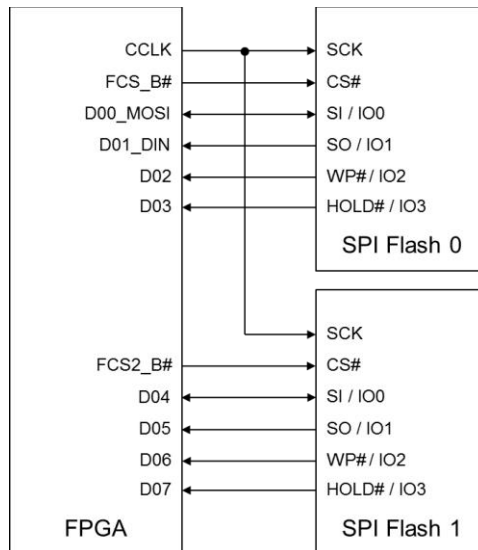 CCLK
SCK
FCS_B#
CS#
D00_MOSI
SI / IO0
D01_DIN
SO / IO1
D02
WP# / IO2
D03
HOLD# / IO3
SPI Flash 0
SCK
FCS2_B#
CS#
D04
SI / IO0
D05
SO / IO1
D06
WP# / IO2
D07
HOLD# / IO3
FPGA
SPI Flash 1